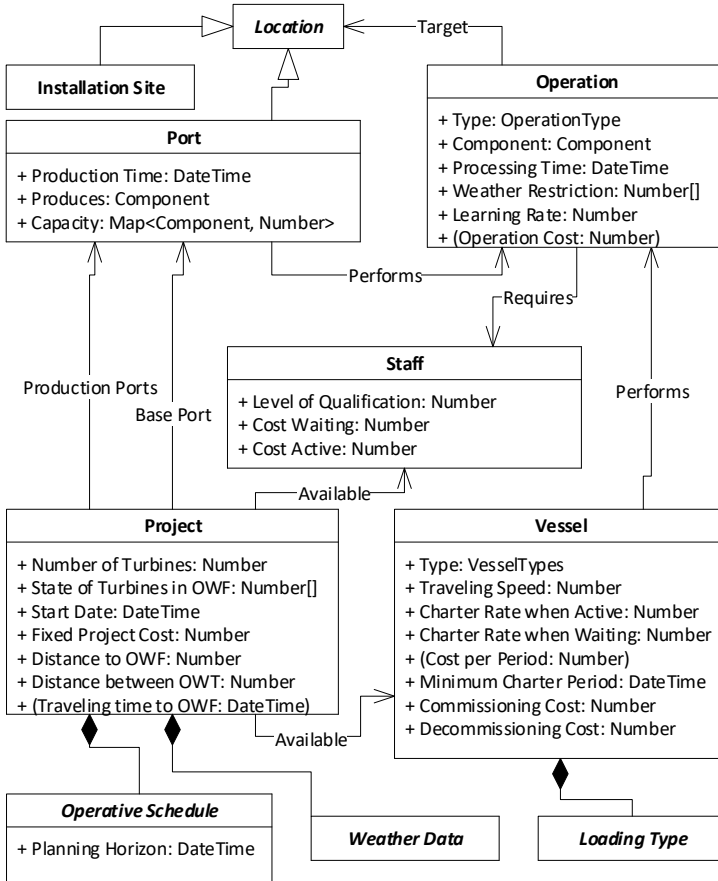 Location
Target
Installation Site
Operation
+ Type: OperationType
+ Component: Component
+ Processing Time: DateTime
+ Weather Restriction: Number[]
+ Learning Rate: Number
+ (Operation Cost: Number)
Port
+ Production Time: DateTime
+ Produces: Component
+ Capacity: Map<Component, Number>
Performs
Requires
Staff
+ Level of Qualification: Number
+ Cost Waiting: Number
+ Cost Active: Number
Production Ports
Base Port
Performs
Available
Project
+ Number of Turbines: Number
+ State of Turbines in OWF: Number[]
+ Start Date: DateTime
+ Fixed Project Cost: Number
+ Distance to OWF: Number
+ Distance between OWT: Number
+ (Traveling time to OWF: DateTime)
Vessel
+ Type: VesselTypes
+ Traveling Speed: Number
+ Charter Rate when Active: Number
+ Charter Rate when Waiting: Number
+ (Cost per Period: Number)
+ Minimum Charter Period: DateTime
+ Commissioning Cost: Number
+ Decommissioning Cost: Number
Available
Operative Schedule
+ Planning Horizon: DateTime
Weather Data
Loading Type